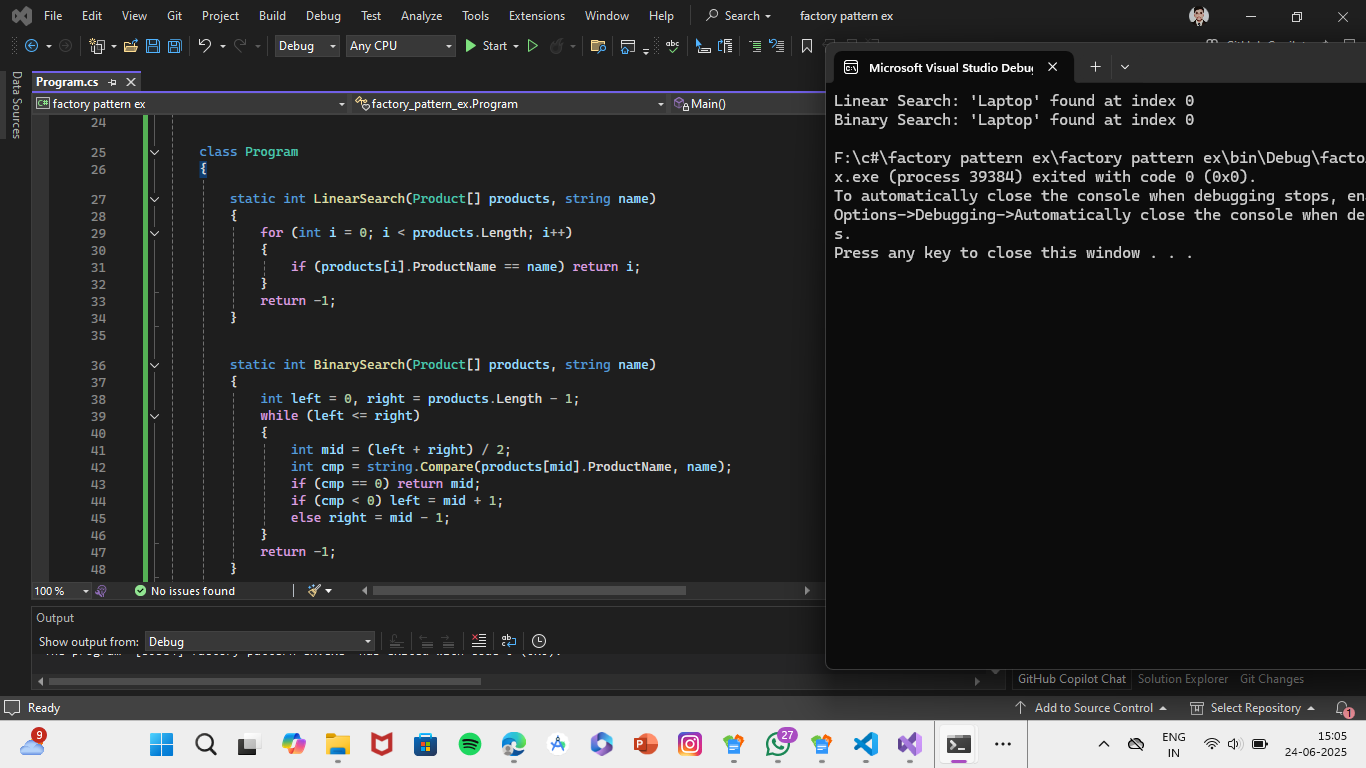 File Edit View Git Project Build Debug Test Analyze Tools Extensions Window Help Search factory pattern ex
Debug Any CPU Start
Data Sources
Program.cs
C# factory pattern ex factory_pattern_ex.Program Main()
24
25 class Program
26 {
27 static int LinearSearch(Product[] products, string name)
28 {
29 for (int i = 0; i < products.Length; i++)
30 {
31 if (products[i].ProductName == name) return i;
32 }
33 return -1;
34 }
35
36 static int BinarySearch(Product[] products, string name)
37 {
38 int left = 0, right = products.Length - 1;
39 while (left <= right)
40 {
41 int mid = (left + right) / 2;
42 int cmp = string.Compare(products[mid].ProductName, name);
43 if (cmp == 0) return mid;
44 if (cmp < 0) left = mid + 1;
45 else right = mid - 1;
46 }
47 return -1;
48 }
100 % No issues found
Output
Show output from: Debug
Microsoft Visual Studio Debu
Linear Search: 'Laptop' found at index 0
Binary Search: 'Laptop' found at index 0
F:\c#\factory pattern ex\factory pattern ex\bin\Debug\facto
x.exe (process 39384) exited with code 0 (0x0).
To automatically close the console when debugging stops, en
Options->Debugging->Automatically close the console when de
s.
Press any key to close this window . . .
GitHub Copilot Chat Solution Explorer Git Changes
Ready Add to Source Control Select Repository 1
9 27 ENG 15:05
IN 24-06-2025